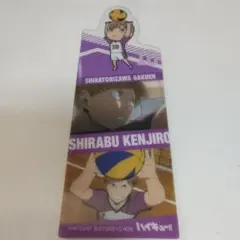 SHIRATORIZAWA GAKUEN
SHIRABU KENJIRO
ハイキュー!!